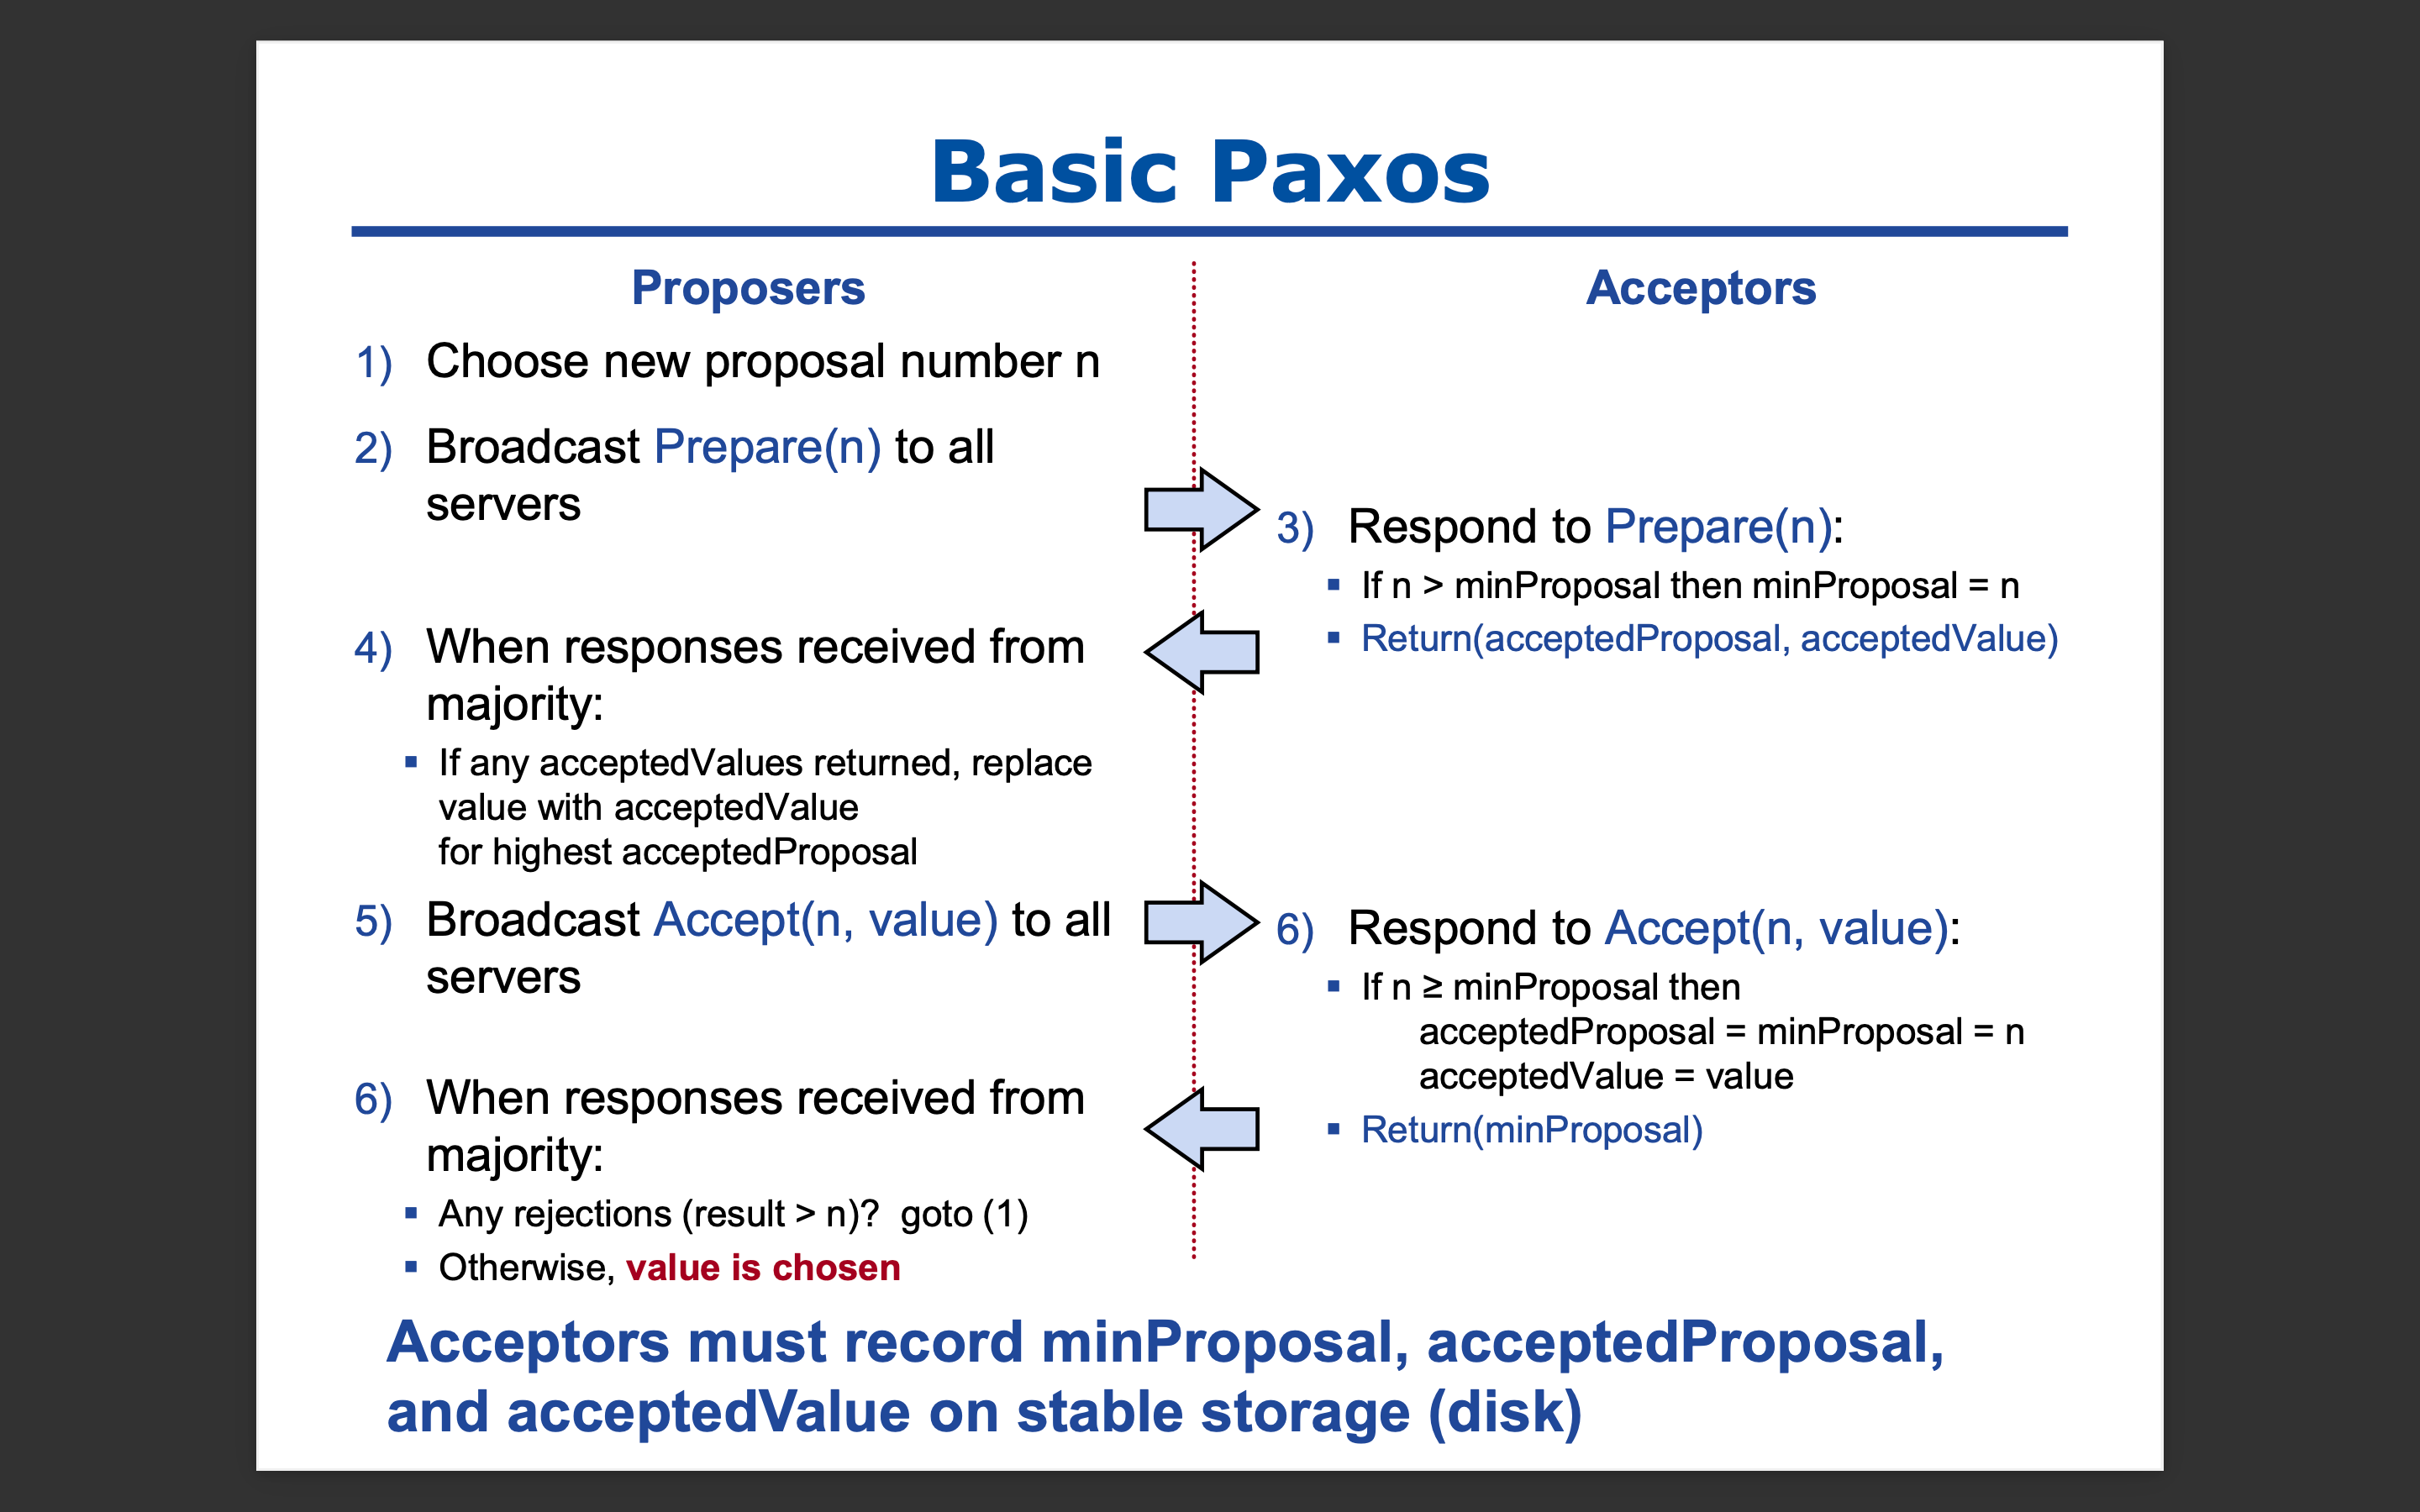 Basic Paxos
Proposers
Acceptors
1) Choose new proposal number n
2) Broadcast Prepare(n) to all
servers
3) Respond to Prepare(n):
▪ If n > minProposal then minProposal = n
▪ Return(acceptedProposal, acceptedValue)
4) When responses received from
majority:
▪ If any acceptedValues returned, replace
value with acceptedValue
for highest acceptedProposal
5) Broadcast Accept(n, value) to all
servers
6) Respond to Accept(n, value):
▪ If n ≥ minProposal then
acceptedProposal = minProposal = n
acceptedValue = value
▪ Return(minProposal)
6) When responses received from
majority:
▪ Any rejections (result > n)? goto (1)
▪ Otherwise, value is chosen
Acceptors must record minProposal, acceptedProposal,
and acceptedValue on stable storage (disk)